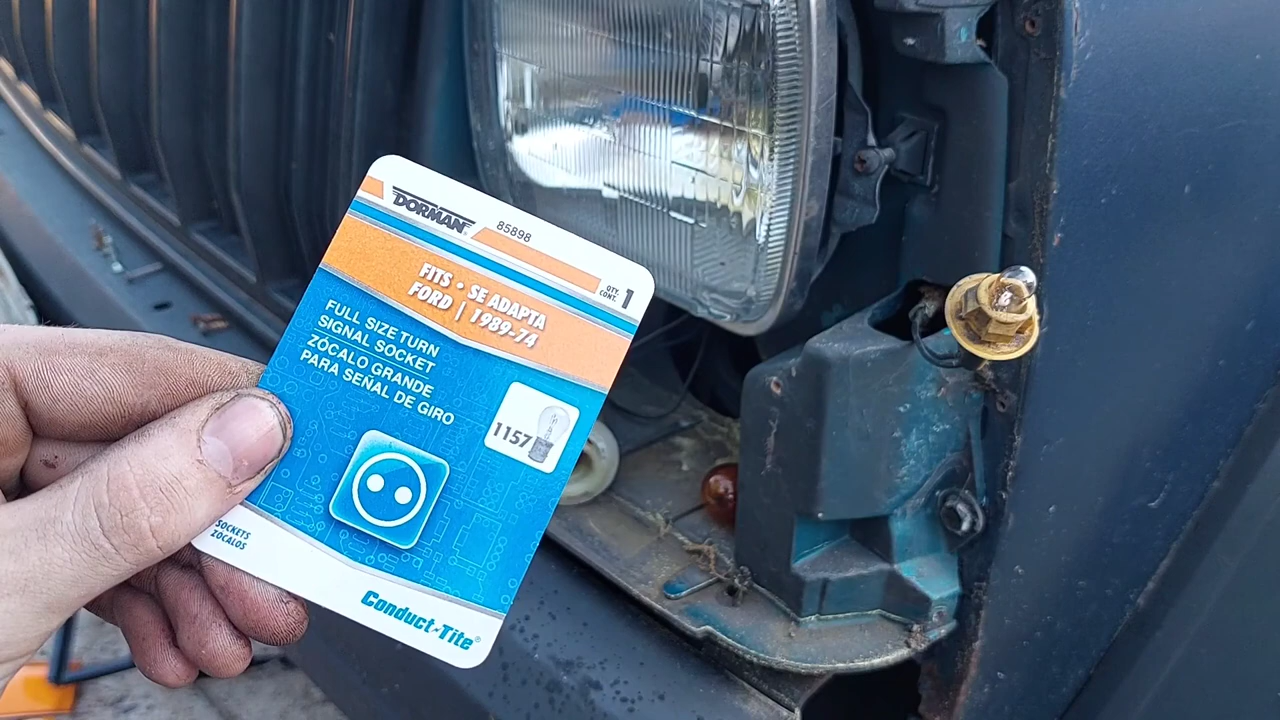 DORMAN®
85898
QTY. 1
CONT.
FITS • SE ADAPTA
FORD | 1989-74
FULL SIZE TURN
SIGNAL SOCKET
ZÓCALO GRANDE
PARA SEÑAL DE GIRO
1157
SOCKETS
ZÓCALOS
Conduct-Tite®